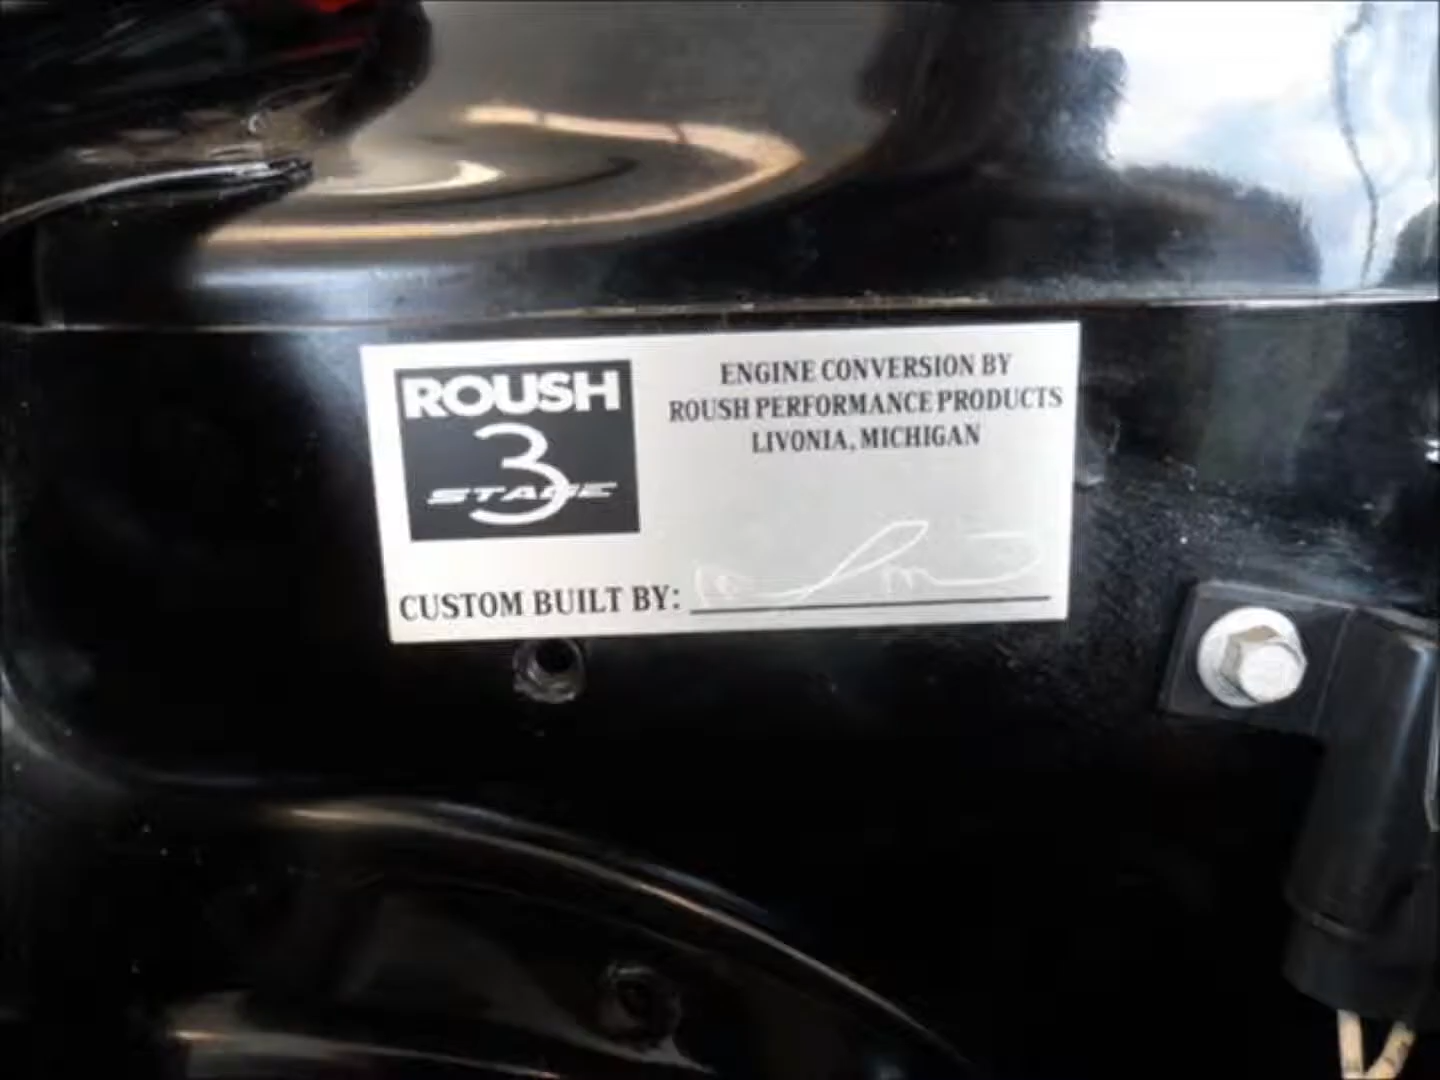 ROUSH
3
STAGE
ENGINE CONVERSION BY
ROUSH PERFORMANCE PRODUCTS
LIVONIA, MICHIGAN
CUSTOM BUILT BY: